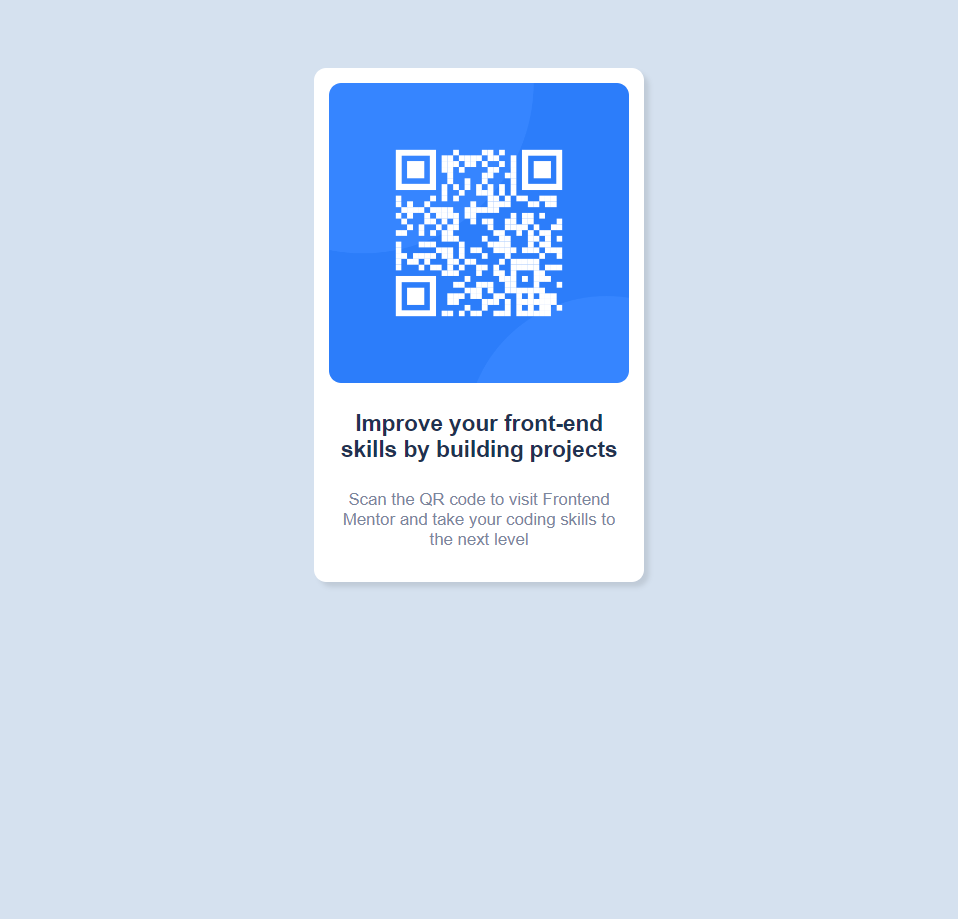 Improve your front-end
skills by building projects
Scan the QR code to visit Frontend
Mentor and take your coding skills to
the next level